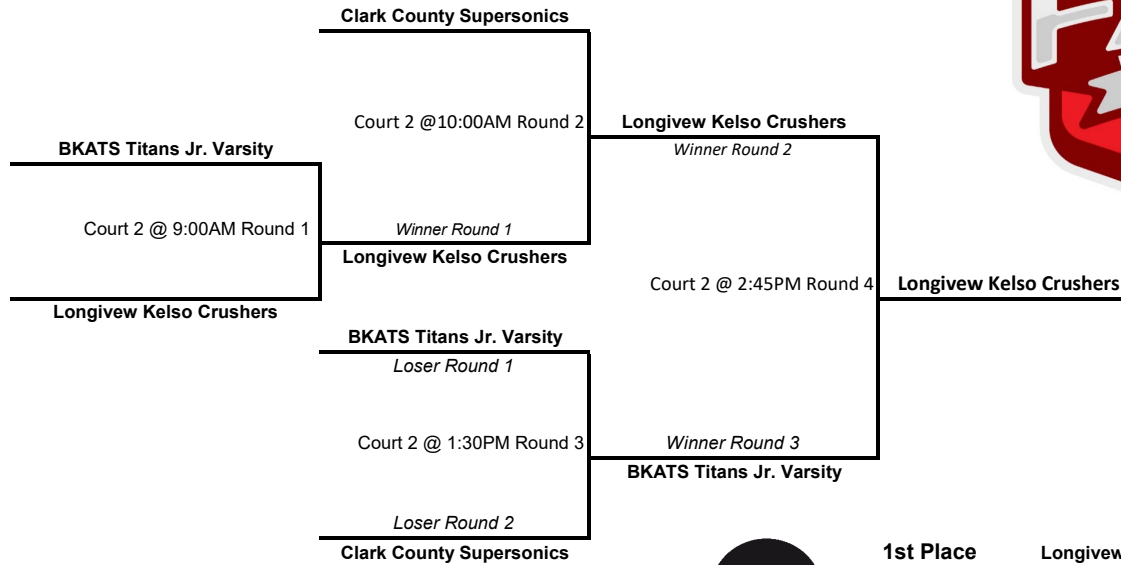 Clark County Supersonics
Court 2 @10:00AM Round 2
Longivew Kelso Crushers
BKATS Titans Jr. Varsity
Winner Round 2
Court 2 @ 9:00AM Round 1
Winner Round 1
Longivew Kelso Crushers
Court 2 @ 2:45PM Round 4
Longivew Kelso Crushers
Longivew Kelso Crushers
BKATS Titans Jr. Varsity
Loser Round 1
Court 2 @ 1:30PM Round 3
Winner Round 3
BKATS Titans Jr. Varsity
Loser Round 2
Clark County Supersonics
1st Place
Longivew